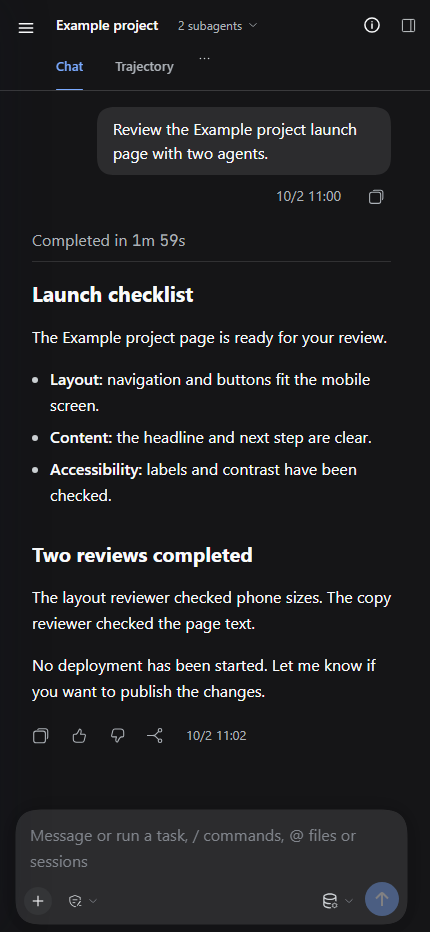 Example project
2 subagents
Chat
Trajectory
...
Review the Example project launch
page with two agents.
10/2 11:00
Completed in 1m 59s
Launch checklist
The Example project page is ready for your review.
• Layout: navigation and buttons fit the mobile
screen.
• Content: the headline and next step are clear.
• Accessibility: labels and contrast have been
checked.
Two reviews completed
The layout reviewer checked phone sizes. The copy
reviewer checked the page text.
No deployment has been started. Let me know if
you want to publish the changes.
10/2 11:02
Message or run a task, / commands, @ files or
sessions